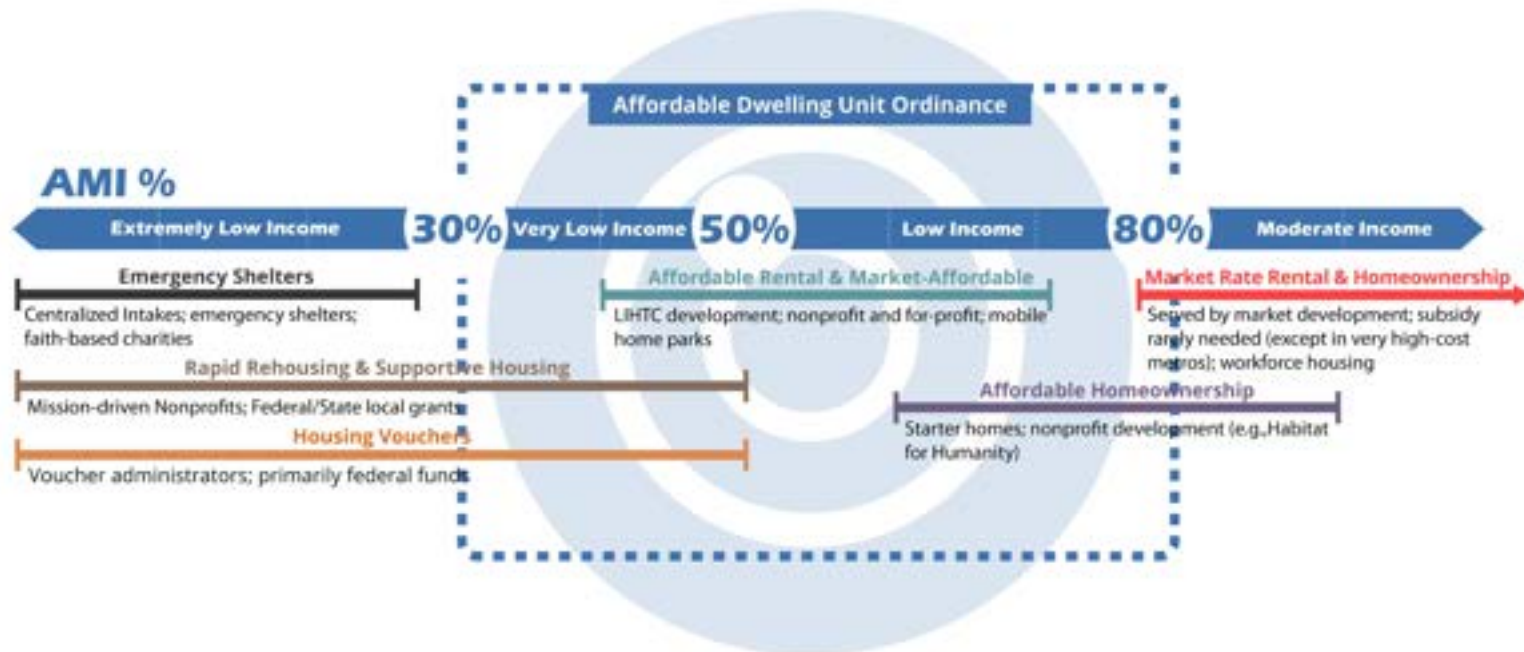 Affordable Dwelling Unit Ordinance
AMI %
Extremely Low Income
30%
Very Low Income
50%
Low Income
80%
Moderate Income
Emergency Shelters
Centralized Intakes; emergency shelters;
faith-based charities
Affordable Rental & Market-Affordable
LIHTC development; nonprofit and for-profit; mobile
home parks
Market Rate Rental & Homeownership
Served by market development; subsidy
rarely needed (except in very high-cost
metros); workforce housing
Rapid Rehousing & Supportive Housing
Mission-driven Nonprofits; Federal/State local grants
Affordable Homeownership
Starter homes; nonprofit development (e.g.,Habitat
for Humanity)
Housing Vouchers
Voucher administrators; primarily federal funds